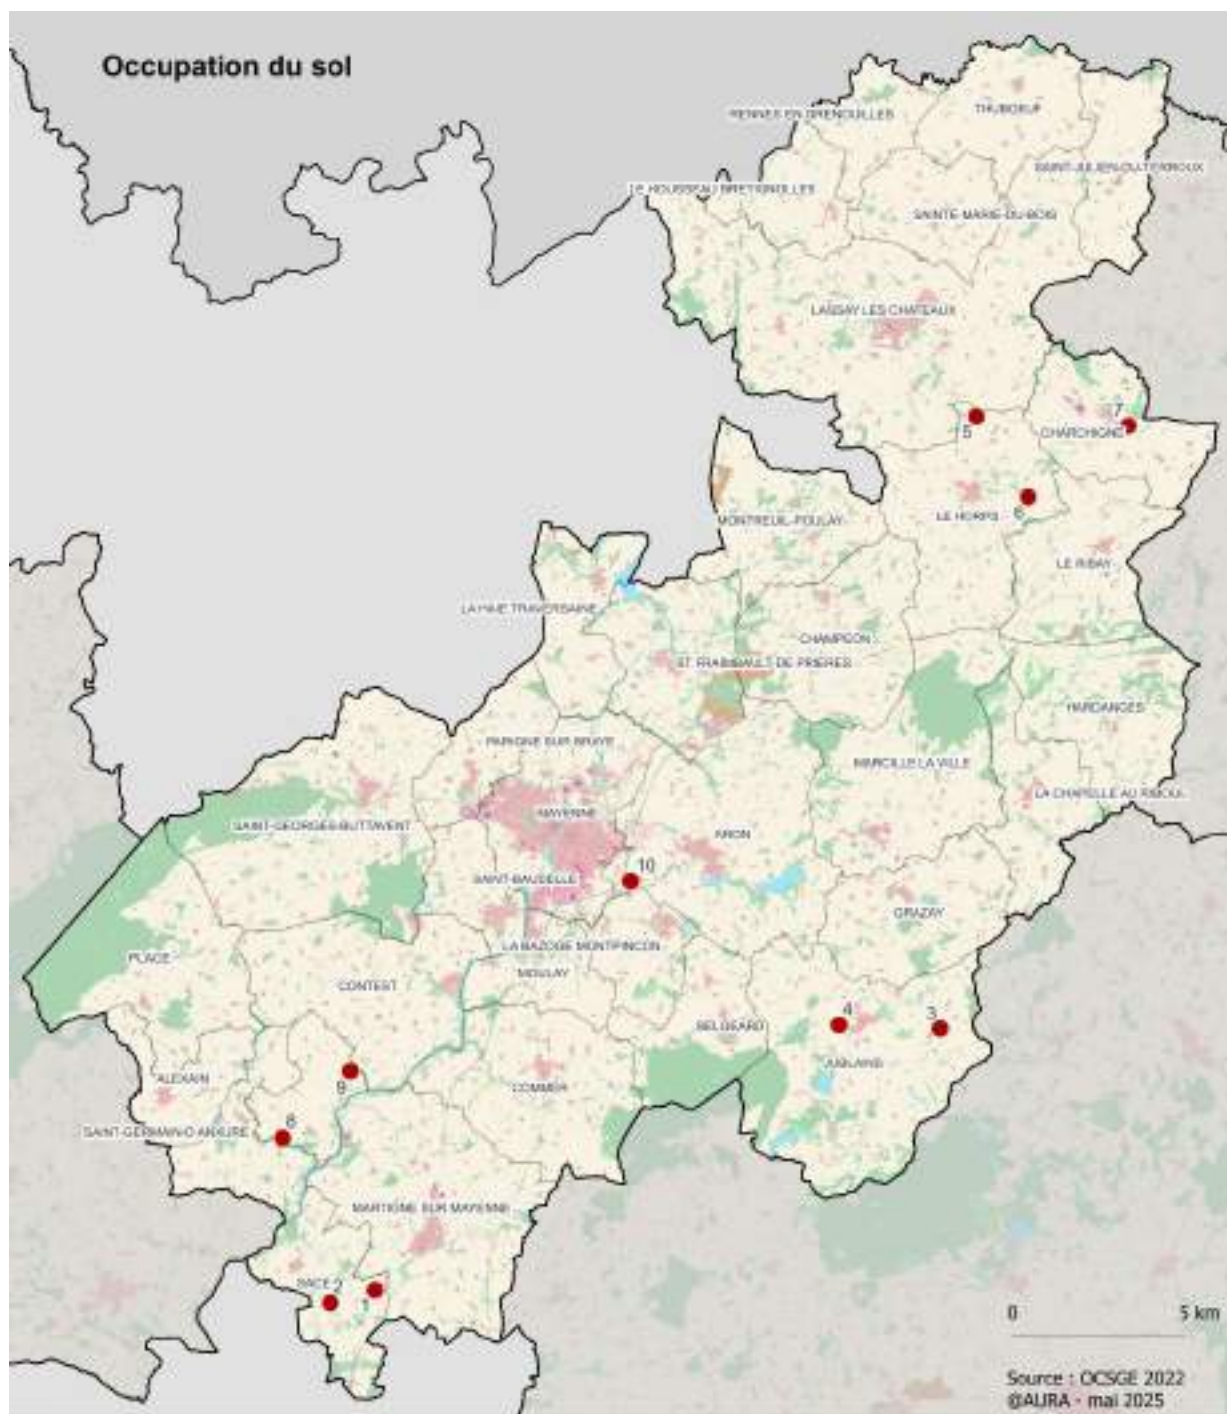 Occupation du sol
RENNES EN GRENOUILLES
THUBOEUF
SAINT-JULIEN-DU-TERROUX
LE HOUSSEAU BRETIGNOLLES
SAINTE-MARIE-DU-BOIS
LASSAY LES CHATEAUX
7
5
CHARCHIGNE
6
LE HORPS
MONTREUIL-POULAY
LE RIBAY
LA HAIE TRAVERSAINE
CHAMPEON
ST FRAIMBAULT DE PRIERES
HARDANGES
PARIGNE SUR BRAYE
MARCILLE LA VILLE
LA CHAPELLE AU RIBOUL
MAYENNE
SAINT-GEORGES-BUTTAVENT
ARON
10
SAINT-BAUDELLE
GRAZAY
LA BAZOGE MONTPINCON
PLACE
MOULAY
CONTEST
4
3
BELGEARD
JUBLAINS
ALEXAIN
9
COMMER
8
SAINT-GERMAIN-D ANXURE
MARTIGNE SUR MAYENNE
SACE 2
1
0
5 km
Source : OCSGE 2022
@AURA - mai 2025